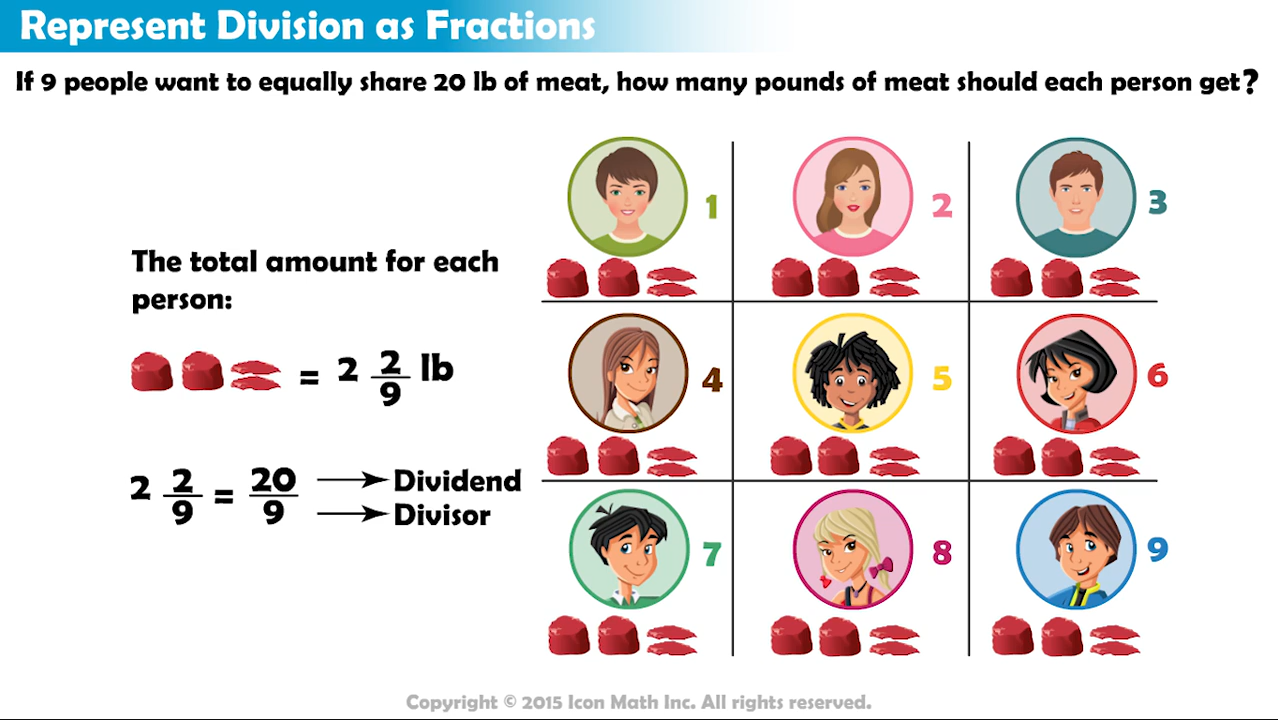 Represent Division as Fractions
If 9 people want to equally share 20 lb of meat, how many pounds of meat should each person get?
1 2 3
The total amount for each
person:
= 2 2/9 lb
4 5 6
2 2/9 = 20/9 → Dividend
→ Divisor
7 8 9
Copyright © 2015 Icon Math Inc. All rights reserved.